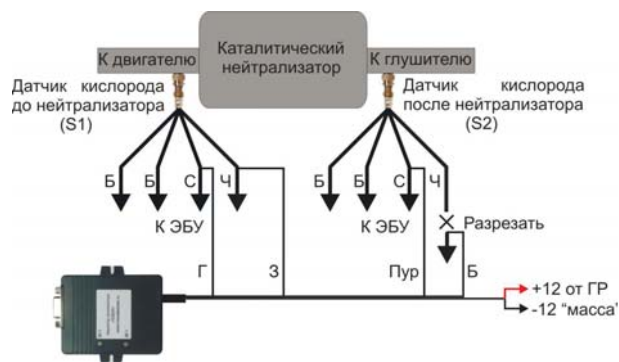 Каталитический
нейтрализатор
К двигателю
К глушителю
Датчик кислорода
до нейтрализатора
(S1)
Датчик кислорода
после нейтрализатора
(S2)
Б Б С Ч
Б Б С Ч
К ЭБУ
К ЭБУ
Разрезать
Г З Пур Б
+12 от ГР
-12 "масса"